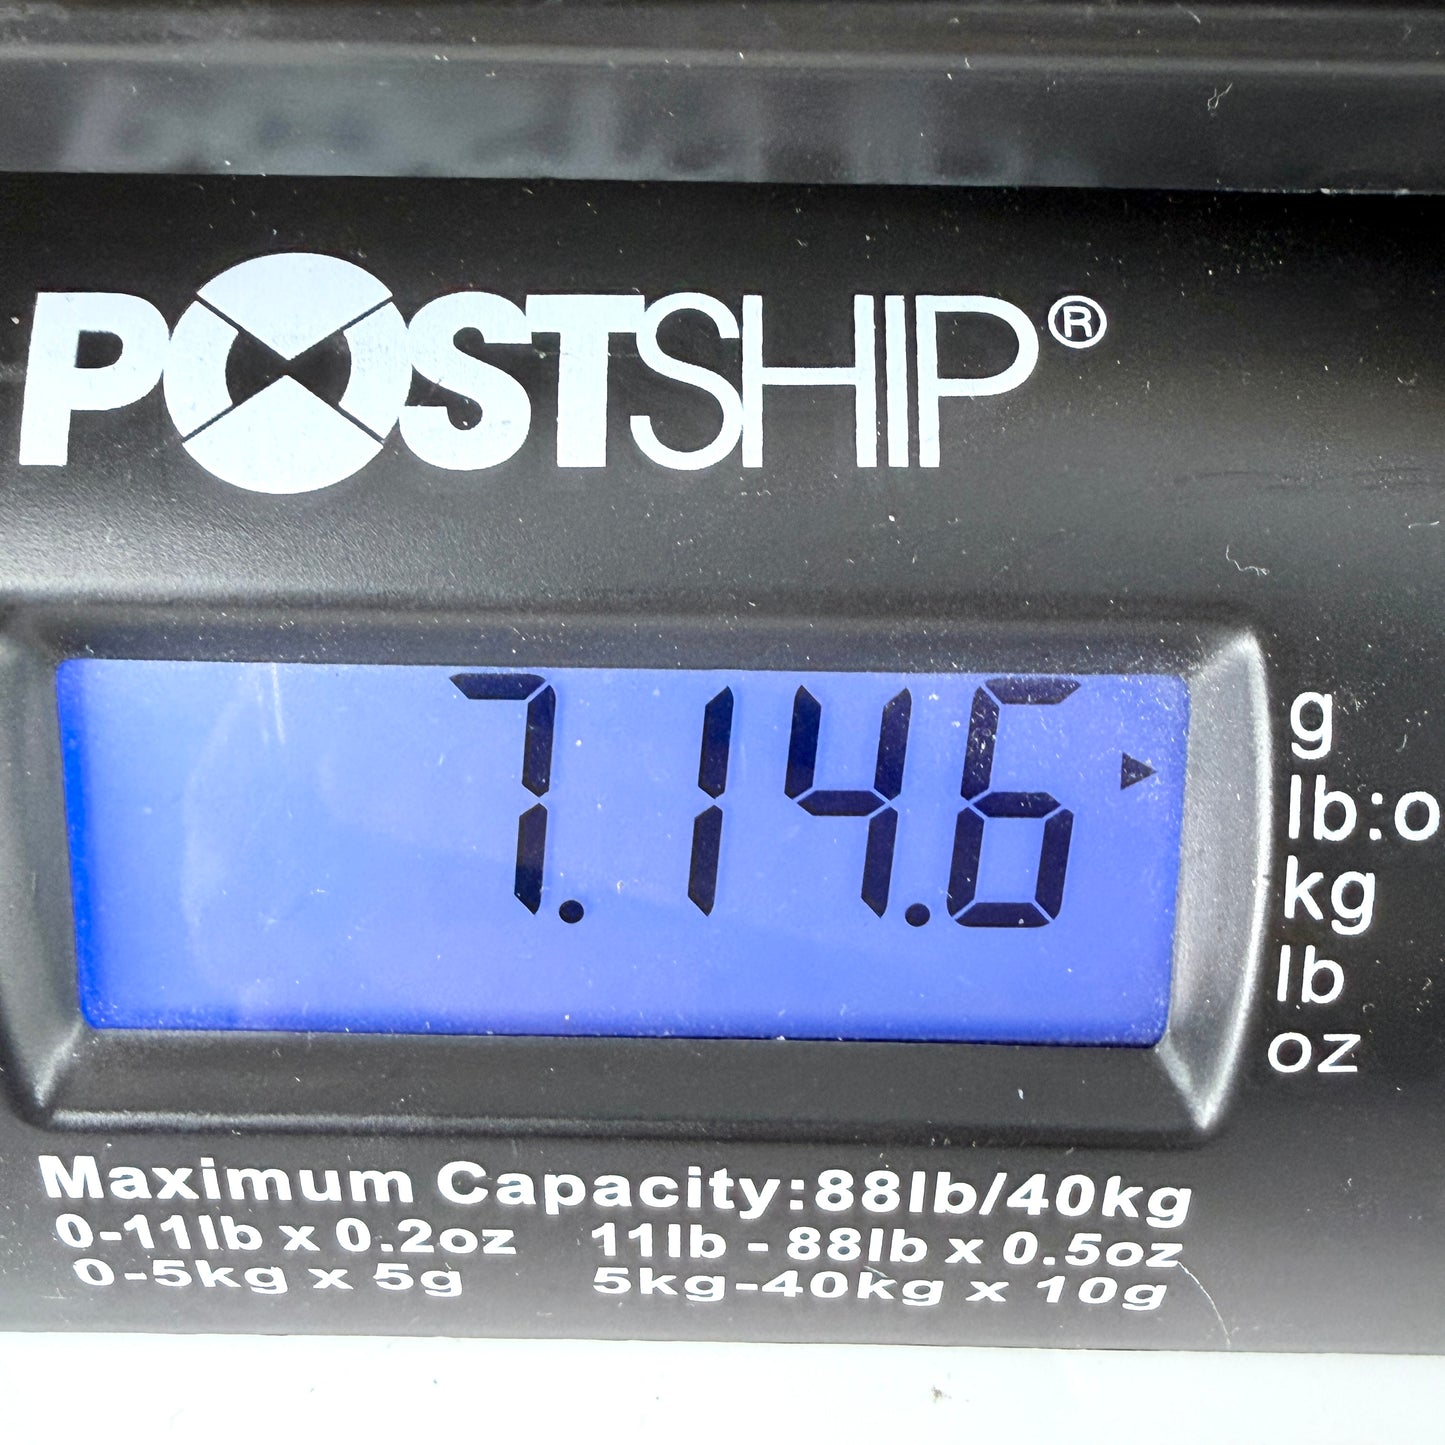 POSTSHIP®
7.14.6
g
lb:o
kg
lb
oz
Maximum Capacity:88lb/40kg
0-11lb x 0.2oz 11lb - 88lb x 0.5oz
0-5kg x 5g 5kg-40kg x 10g